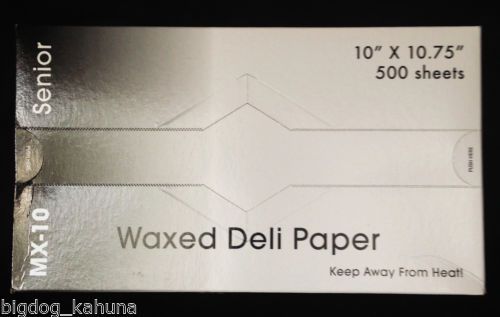 Senior
10" X 10.75"
500 sheets
PUSH HERE
MX-10
Waxed Deli Paper
Keep Away From Heat!
bigdog_kahuna